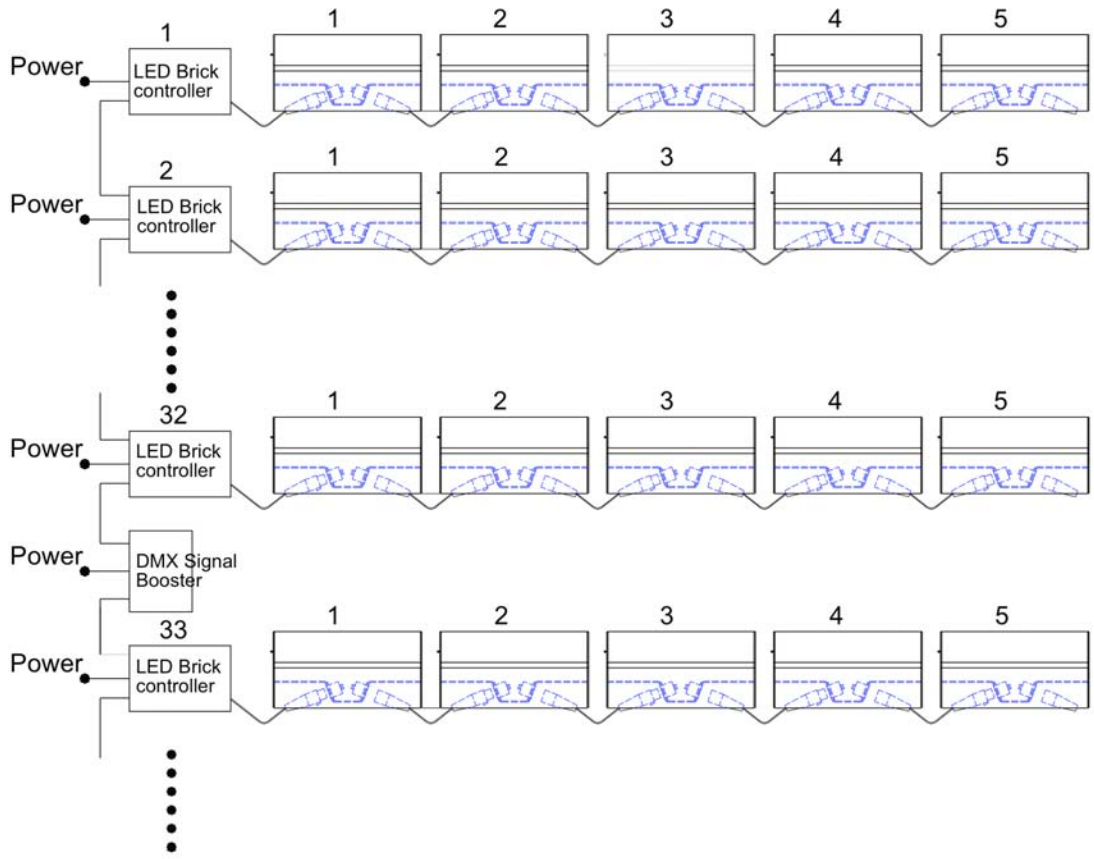 1 2 3 4 5
1
Power
LED Brick
controller
1 2 3 4 5
2
Power
LED Brick
controller
1 2 3 4 5
32
Power
LED Brick
controller
Power
DMX Signal
Booster
1 2 3 4 5
33
Power
LED Brick
controller